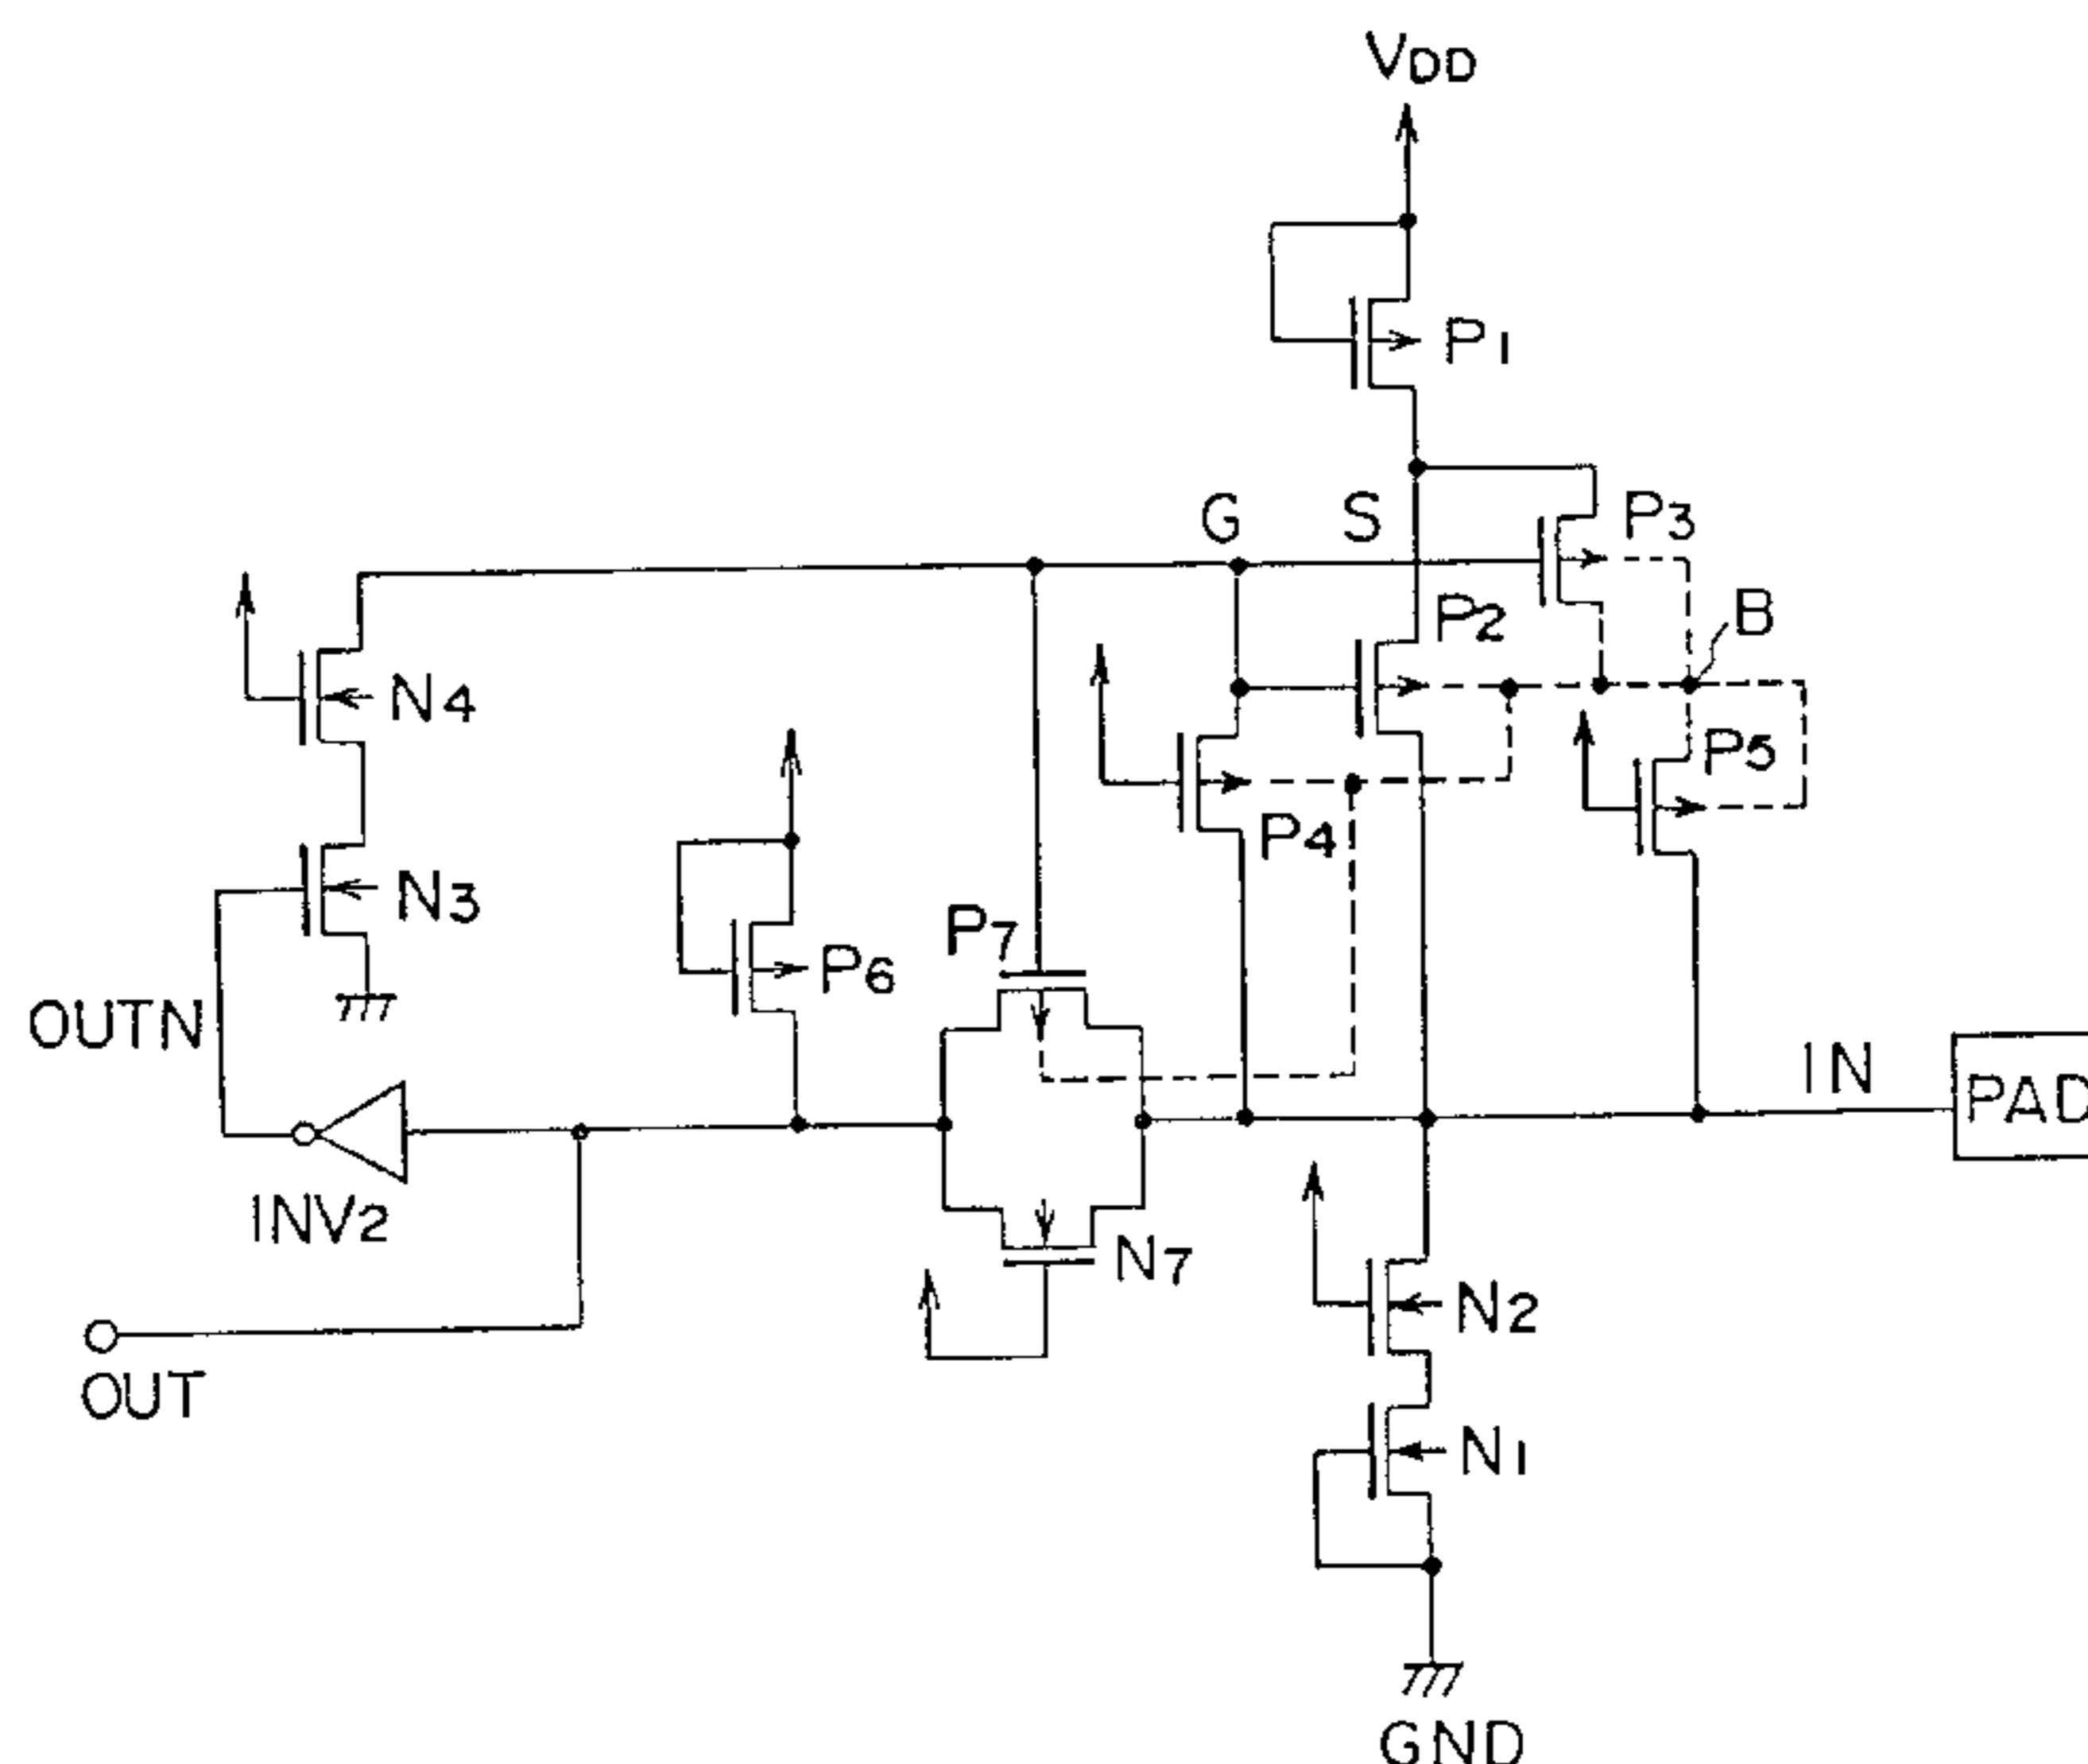 VDD
P1
G
S
P3
P2
B
N4
P5
P4
N3
P7
P6
OUTN
IN
PAD
INV2
N7
N2
OUT
N1
GND